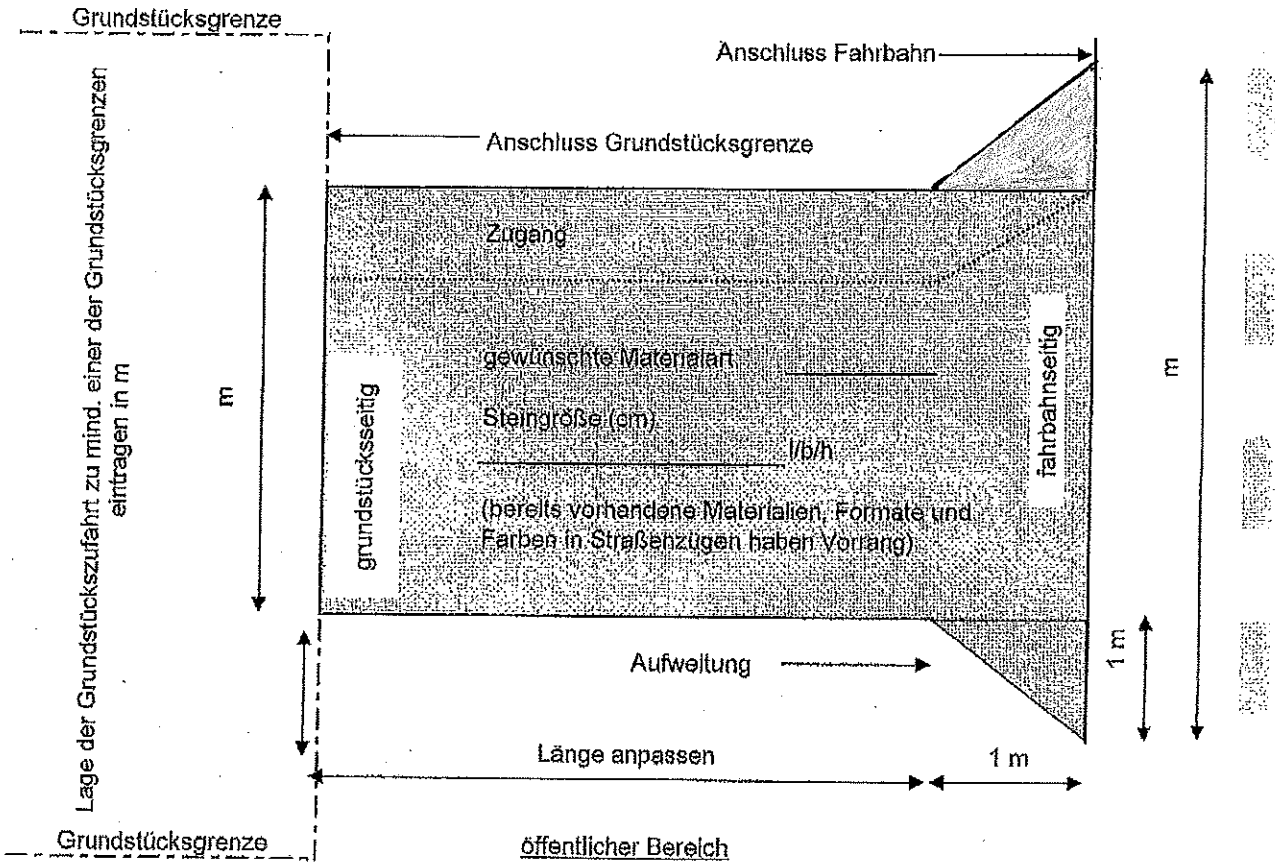 Grundstücksgrenze
Anschluss Fahrbahn
Anschluss Grundstücksgrenze
Lage der Grundstückszufahrt zu mind. einer der Grundstücksgrenzen
eintragen in m
m
Zugang
gewünschte Materialart
Steingröße (cm)
l/b/h
(bereits vorhandene Materialien, Formate und
Farben in Straßenzügen haben Vorrang)
grundstücksseitig
fahrbahnseitig
m
Aufweitung
1 m
Länge anpassen
1 m
Grundstücksgrenze
öffentlicher Bereich